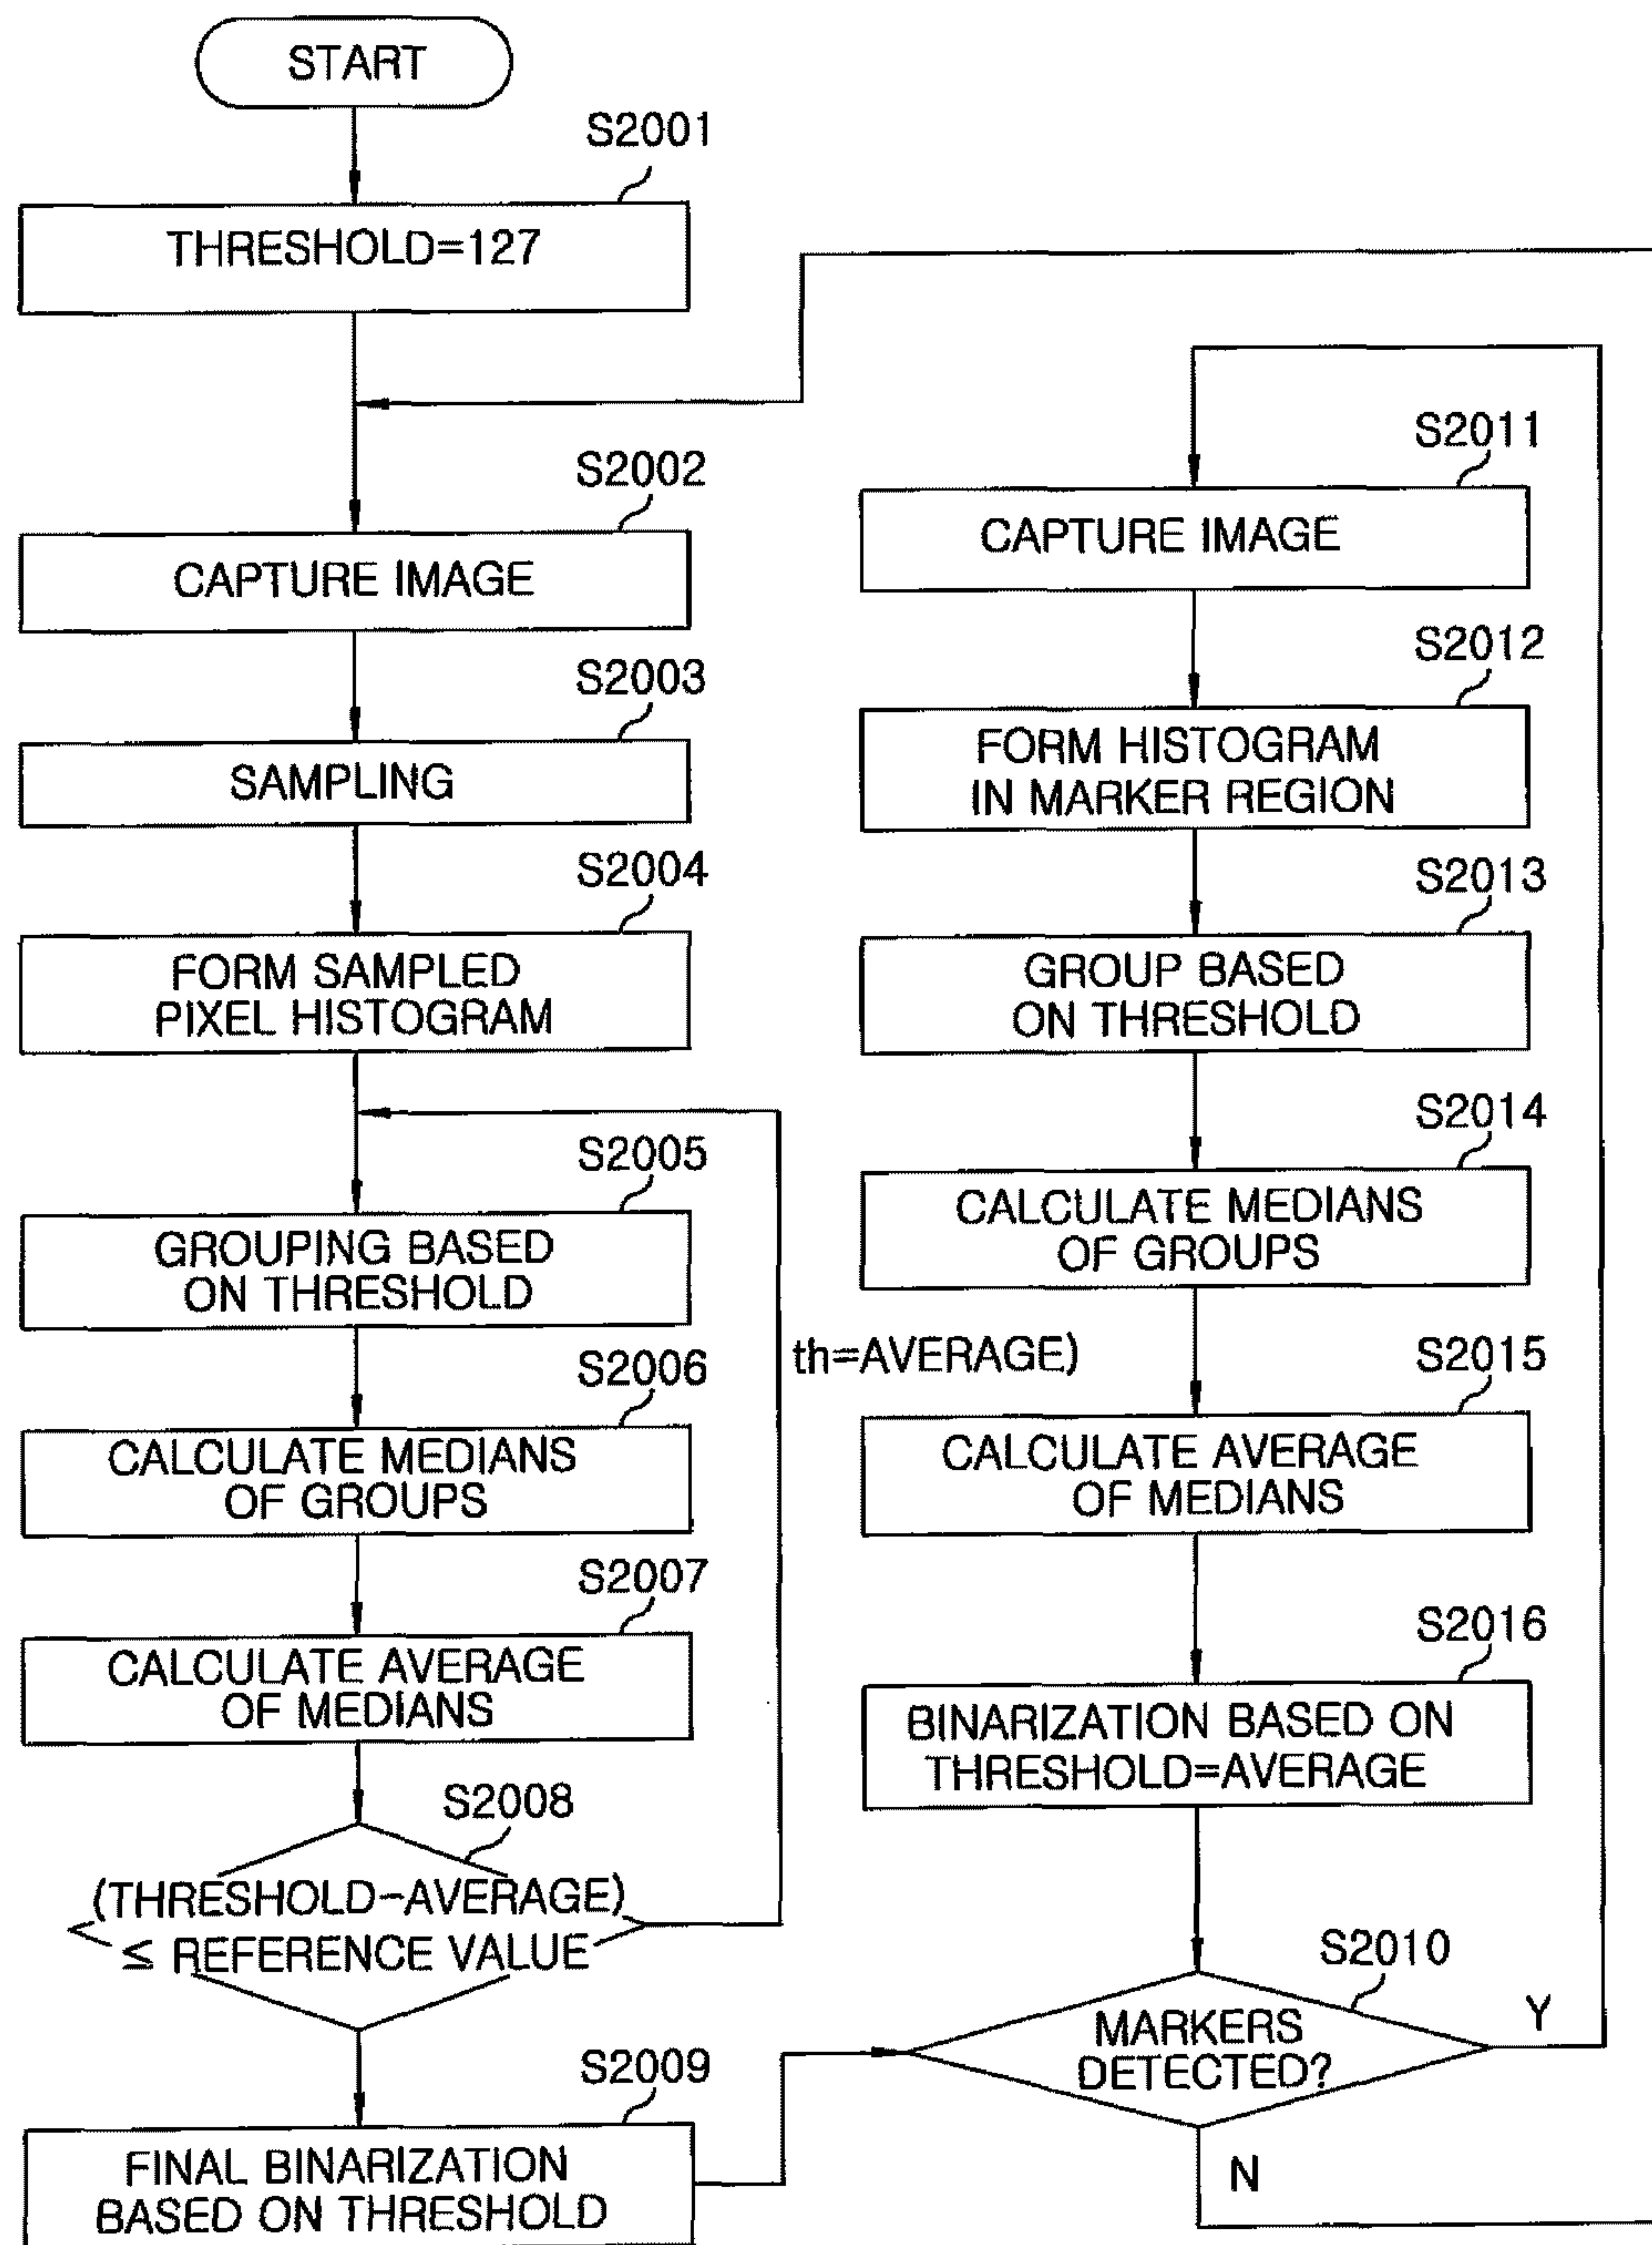 START
S2001
THRESHOLD=127
S2002
CAPTURE IMAGE
S2003
SAMPLING
S2004
FORM SAMPLED
PIXEL HISTOGRAM
S2005
GROUPING BASED
ON THRESHOLD
th=AVERAGE)
S2006
CALCULATE MEDIANS
OF GROUPS
S2007
CALCULATE AVERAGE
OF MEDIANS
S2008
(THRESHOLD-AVERAGE)
≤ REFERENCE VALUE
S2009
FINAL BINARIZATION
BASED ON THRESHOLD
S2011
CAPTURE IMAGE
S2012
FORM HISTOGRAM
IN MARKER REGION
S2013
GROUP BASED
ON THRESHOLD
S2014
CALCULATE MEDIANS
OF GROUPS
S2015
CALCULATE AVERAGE
OF MEDIANS
S2016
BINARIZATION BASED ON
THRESHOLD=AVERAGE
S2010
MARKERS
DETECTED?
Y
N